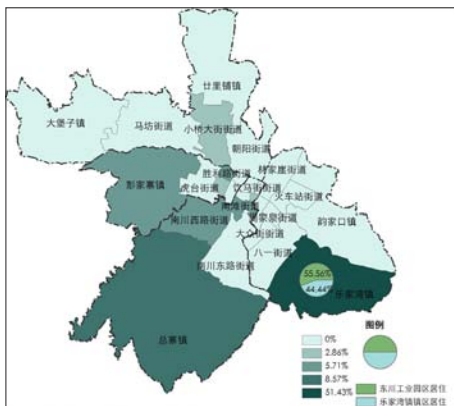 廿里铺镇
大堡子镇
马坊街道
小桥大街街道
朝阳街道
胜利路街道
林家崖街道
彭家寨镇
虎台街道
饮马街街道
火车站街道
南滩街道
周家泉街道
韵家口镇
南川西路街道
大众街街道
八一街道
南川东路街道
55.56%
44.44%
乐家湾镇
总寨镇
图例
0%
2.86%
5.71%
8.57%
51.43%
东川工业园区居住
乐家湾镇镇区居住